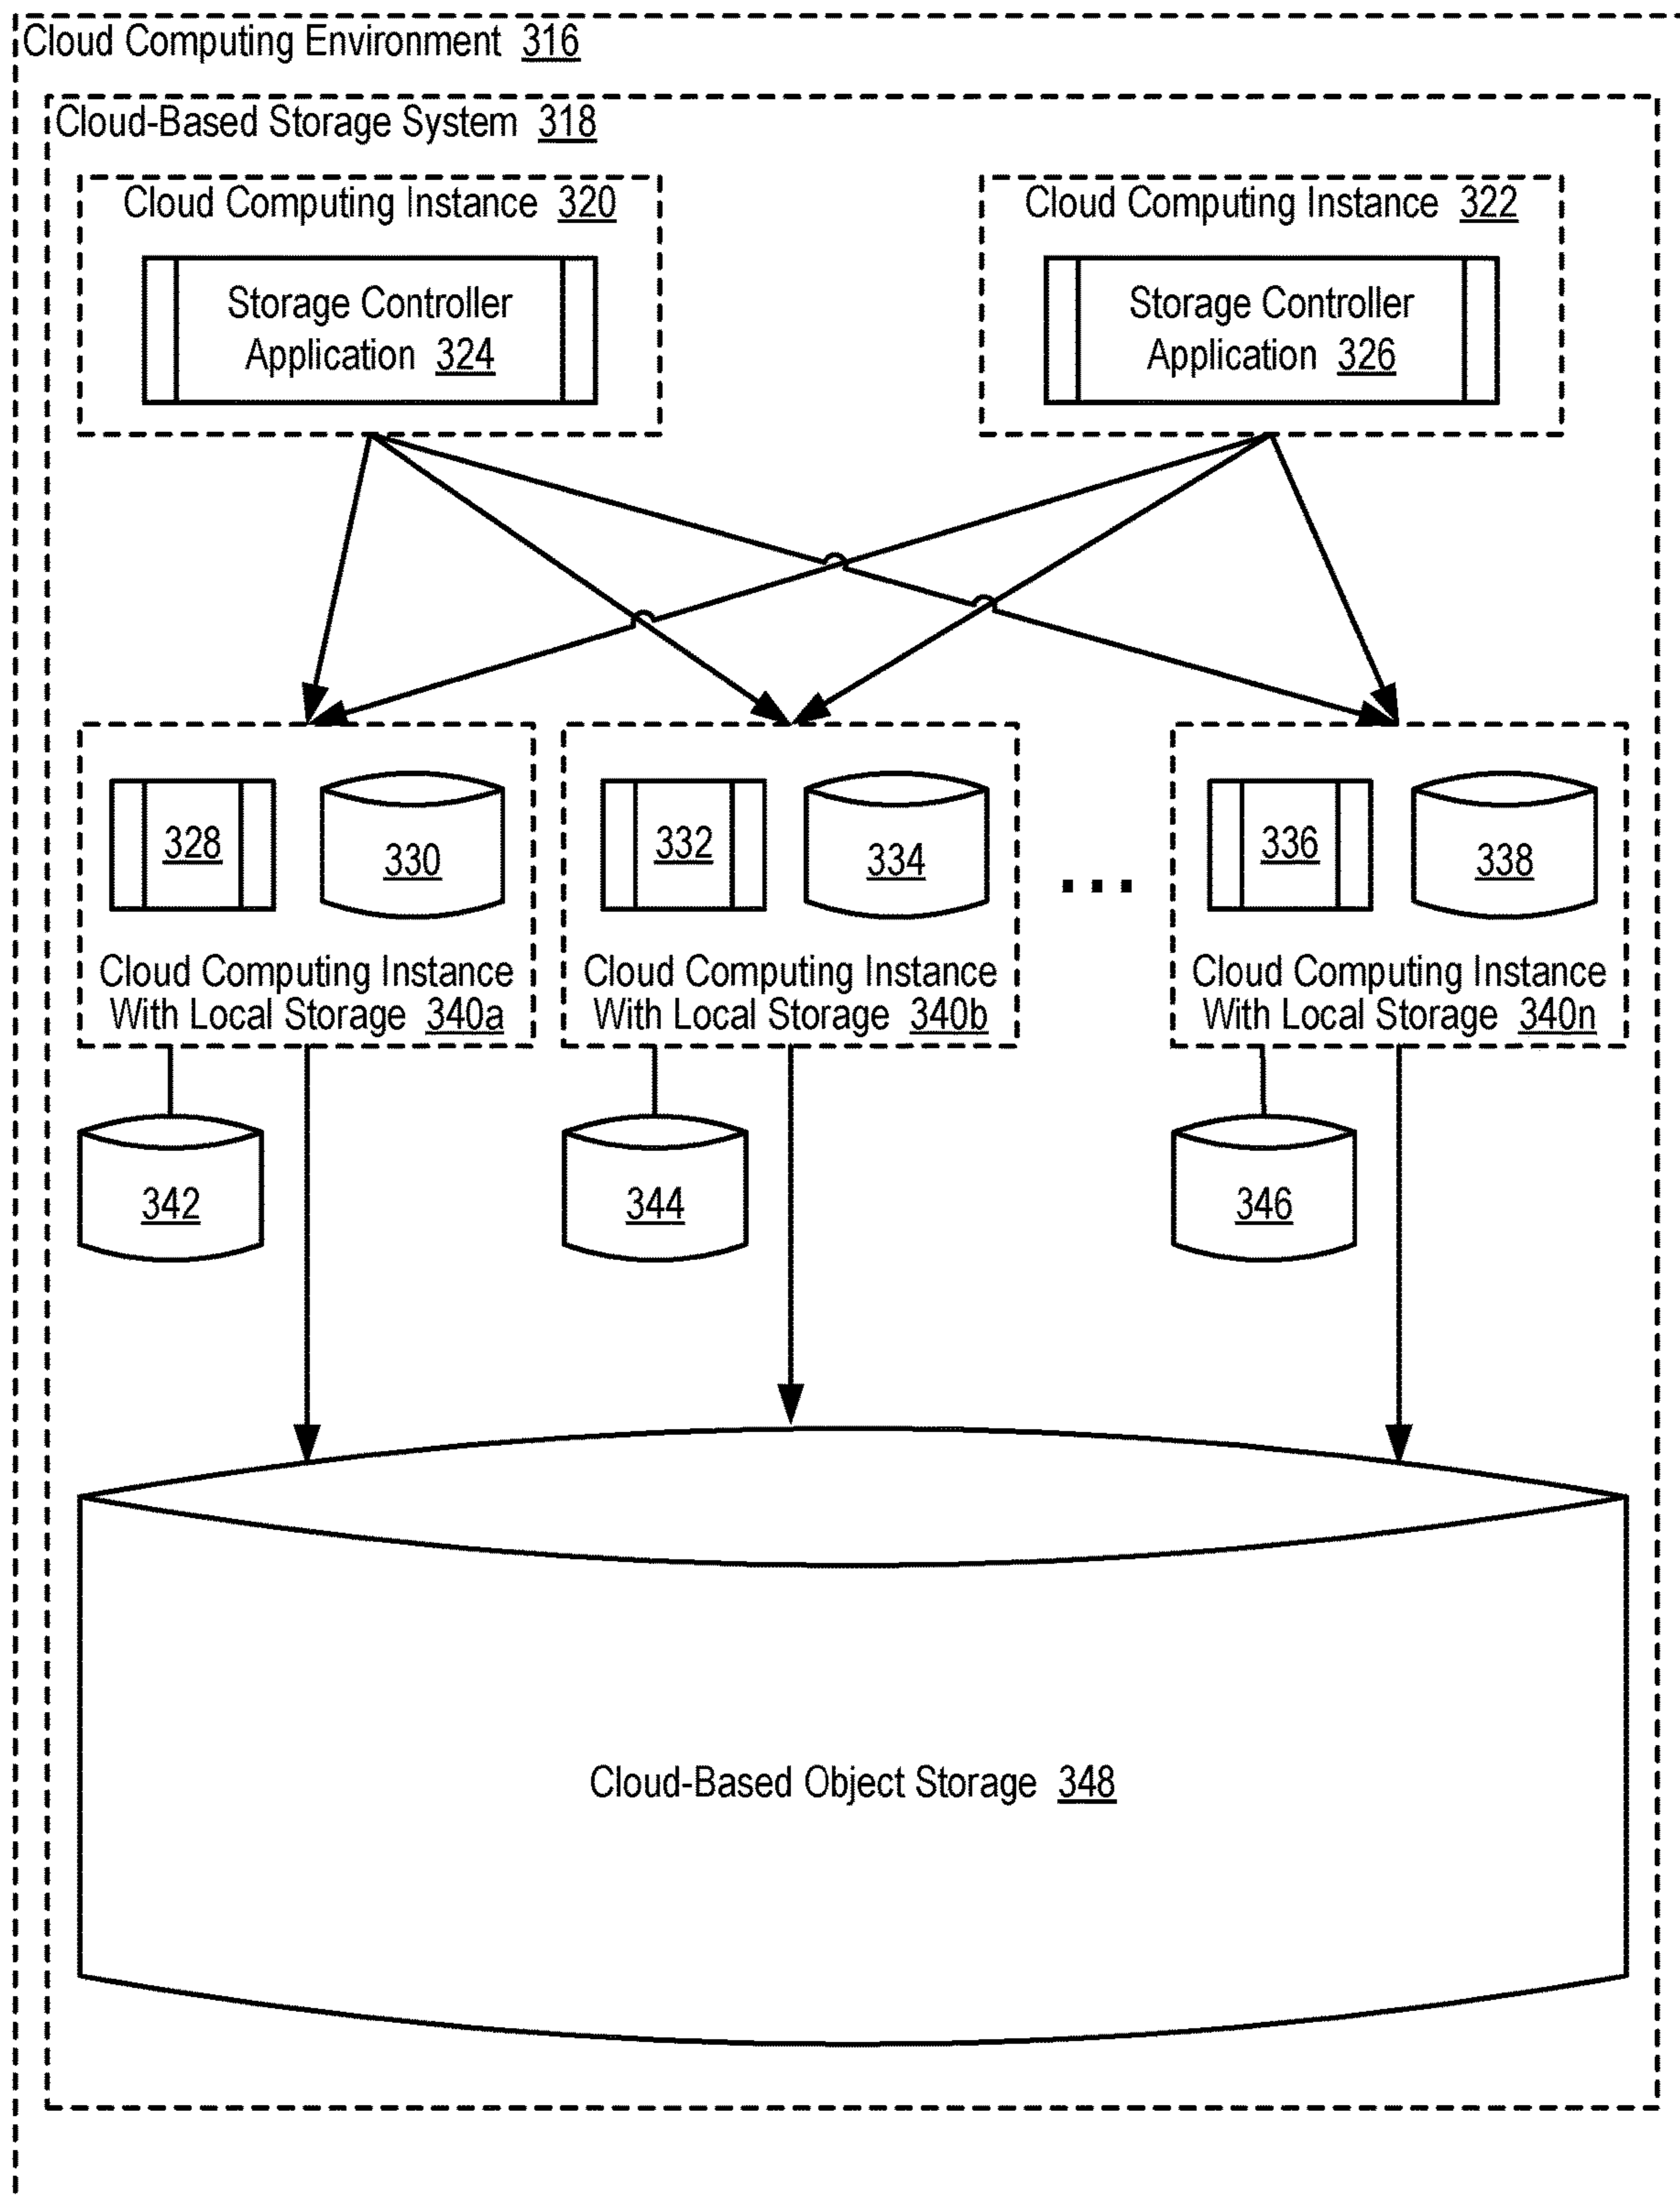 Cloud Computing Environment 316
Cloud-Based Storage System 318
Cloud Computing Instance 320
Storage Controller
Application 324
Cloud Computing Instance 322
Storage Controller
Application 326
328
330
Cloud Computing Instance
With Local Storage 340a
332
334
Cloud Computing Instance
With Local Storage 340b
...
336
338
Cloud Computing Instance
With Local Storage 340n
342
344
346
Cloud-Based Object Storage 348